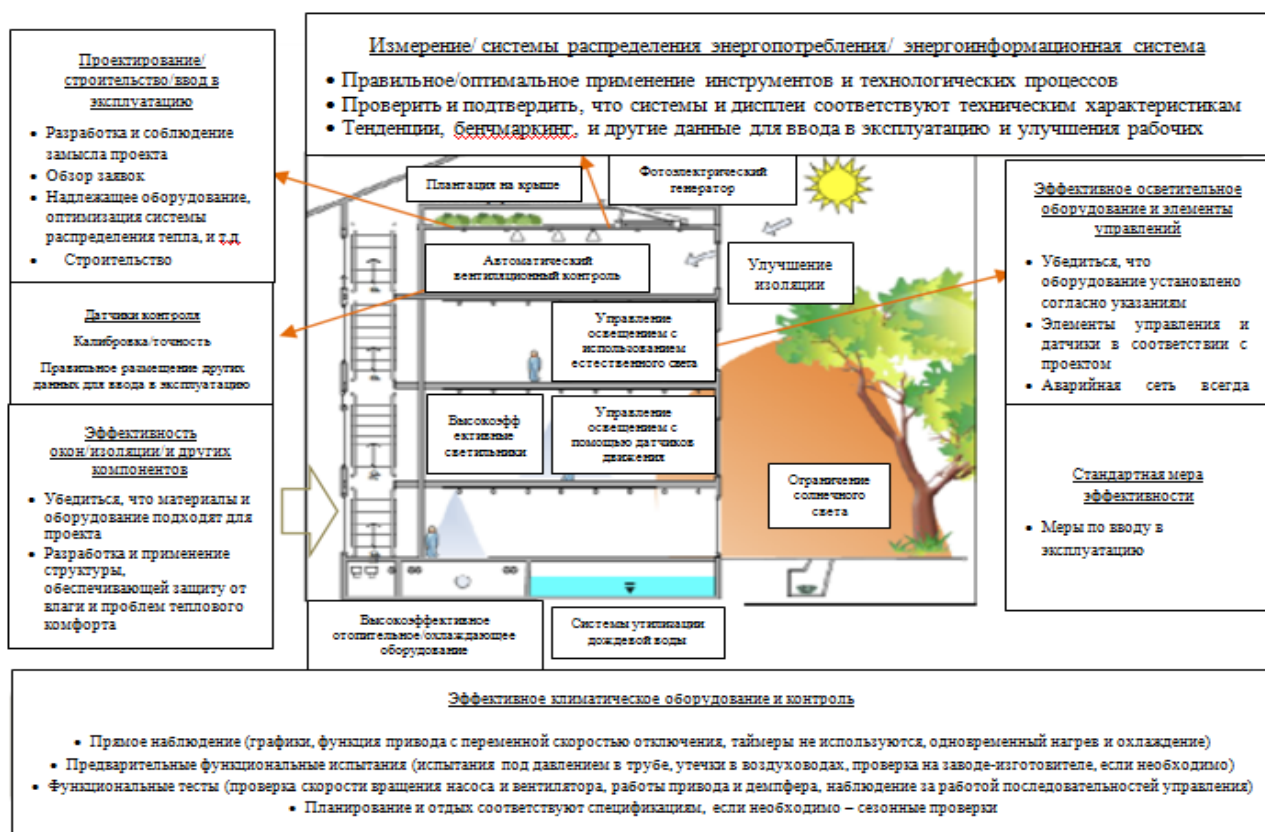 Измерение/ системы распределения энергопотребления/ энергоинформационная система
• Правильное/оптимальное применение инструментов и технологических процессов
• Проверить и подтвердить, что системы и дисплеи соответствуют техническим характеристикам
• Тенденции, бенчмаркинг, и другие данные для ввода в эксплуатацию и улучшения рабочих
Проектирование/
строительство/ввод в
эксплуатацию
• Разработка и соблюдение
замысла проекта
• Обзор заявок
• Надлежащее оборудование,
оптимизация системы
распределения тепла, и т.д
• Строительство
Датчики контроля
Калибровка/точность
Правильное размещение других
данных для ввода в эксплуатацию
Эффективность
окон/изоляции/и других
компонентов
• Убедиться, что материалы и
оборудование подходят для
проекта
• Разработка и применение
структуры,
обеспечивающей защиту от
влаги и проблем теплового
комфорта
Плантация на крыше
Фотоэлектрический
генератор
Автоматический
вентиляционный контроль
Улучшение
изоляции
Управление
освещением с
использованием
естественного света
Высокоэфф
ективные
светильники
Управление
освещением с
помощью датчиков
движения
Ограничение
солнечного
света
Высокоэффективное
отопительное/охлаждающее
оборудование
Системы утилизации
дождевой воды
Эффективное осветительное
оборудование и элементы
управлений
• Убедиться, что
оборудование установлено
согласно указаниям
• Элементы управления и
датчики в соответствии с
проектом
• Аварийная сеть всегда
Стандартная мера
эффективности
• Меры по вводу в
эксплуатацию
Эффективное климатическое оборудование и контроль
• Прямое наблюдение (графики, функция привода с переменной скоростью отключения, таймеры не используются, одновременный нагрев и охлаждение)
• Предварительные функциональные испытания (испытания под давлением в трубе, утечки в воздуховодах, проверка на заводе-изготовителе, если необходимо)
• Функциональные тесты (проверка скорости вращения насоса и вентилятора, работы привода и демпфера, наблюдение за работой последовательностей управления)
• Планирование и отдых соответствуют спецификациям, если необходимо – сезонные проверки